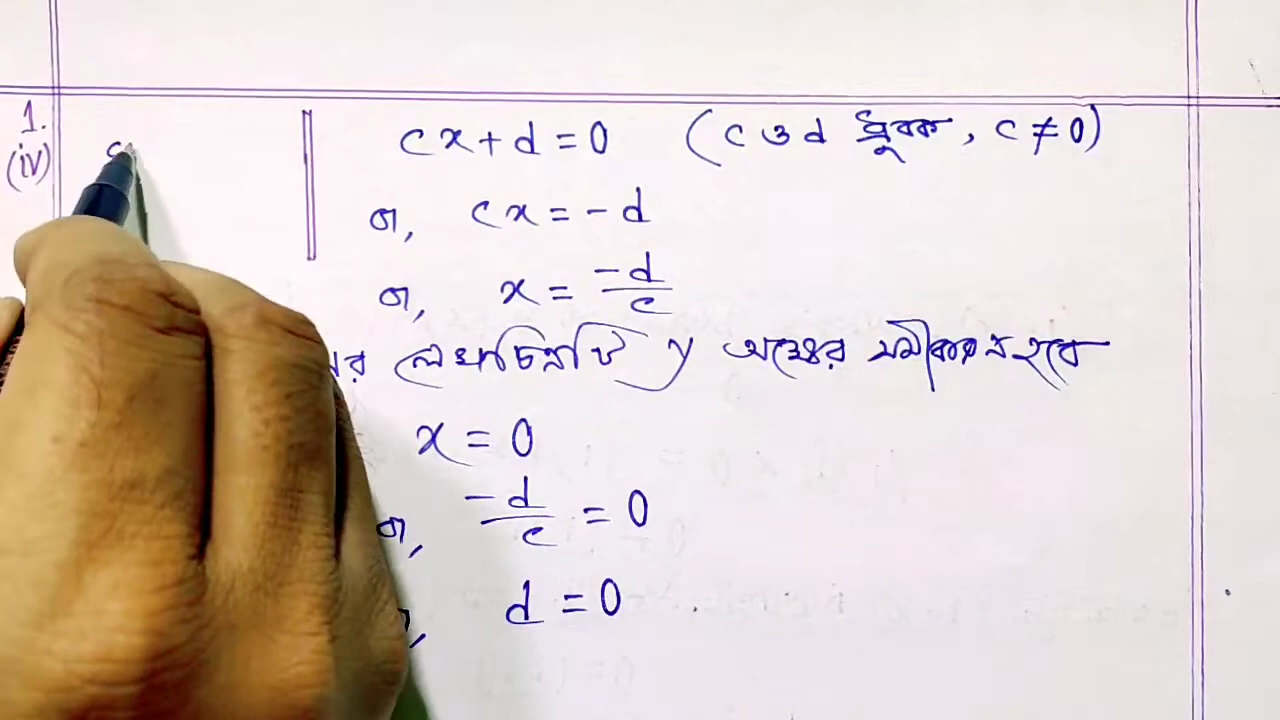 1.
(iv)
c
cx+d=0 (c ও d ধ্রুবক, c≠0)
বা, cx=-d
বা, x=-d/c
লেখচিত্রটি y অক্ষের সমীকরণ হবে
x=0
বা, -d/c=0
d=0